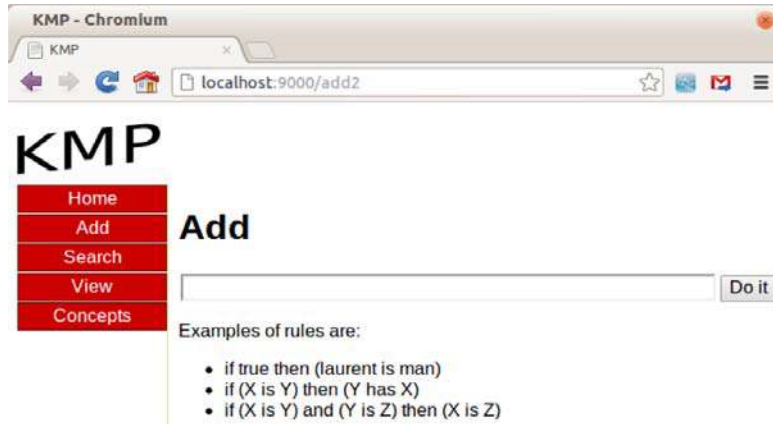 KMP - Chromium
KMP
localhost:9000/add2
KMP
Home
Add
Search
View
Concepts
Add
Do it
Examples of rules are:
• if true then (laurent is man)
• if (X is Y) then (Y has X)
• if (X is Y) and (Y is Z) then (X is Z)